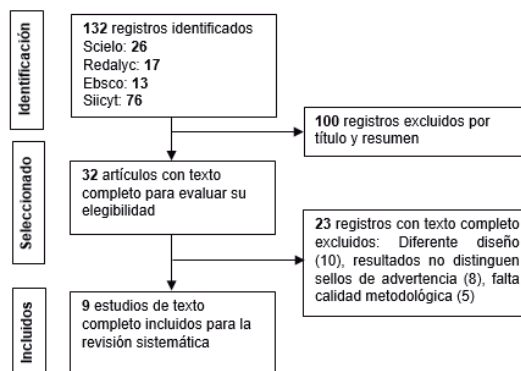 Identificación
132 registros identificados
Scielo: 26
Redalyc: 17
Ebsco: 13
Siicyt: 76
100 registros excluidos por
título y resumen
Seleccionado
32 artículos con texto
completo para evaluar su
elegibilidad
23 registros con texto completo
excluidos: Diferente diseño
(10), resultados no distinguen
sellos de advertencia (8), falta
calidad metodológica (5)
Incluidos
9 estudios de texto
completo incluidos para la
revisión sistemática